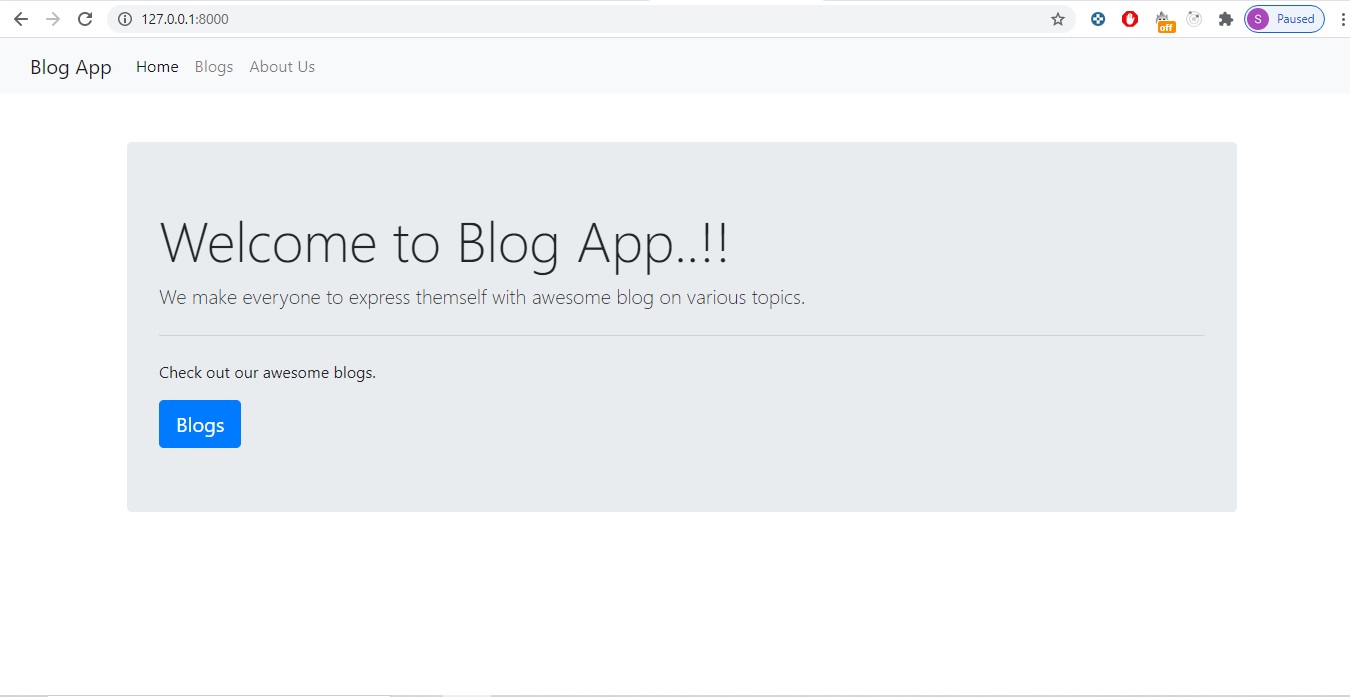 127.0.0.1:8000
off
S Paused
Blog App Home Blogs About Us
Welcome to Blog App..!!
We make everyone to express themself with awesome blog on various topics.
Check out our awesome blogs.
Blogs